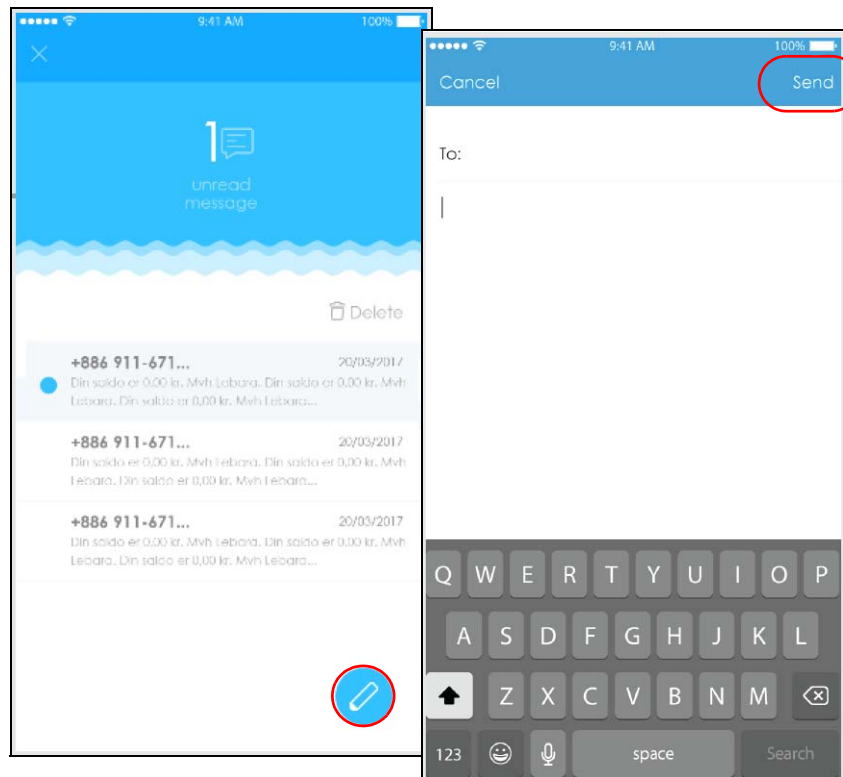 9:41 AM 100%
1
unread
message
Delete
+886 911-671... 20/03/2017
Din saldo er 0,00 kr. Mvh Lebara. Din saldo er 0,00 kr. Mvh
Lebara. Din saldo er 0,00 kr. Mvh Lebara...
+886 911-671... 20/03/2017
Din saldo er 0,00 kr. Mvh Lebara. Din saldo er 0,00 kr. Mvh
Lebara. Din saldo er 0,00 kr. Mvh Lebara...
+886 911-671... 20/03/2017
Din saldo er 0,00 kr. Mvh Lebara. Din saldo er 0,00 kr. Mvh
Lebara. Din saldo er 0,00 kr. Mvh Lebara...
9:41 AM 100%
Cancel Send
To:
Q W E R T Y U I O P
A S D F G H J K L
Z X C V B N M
123 space Search